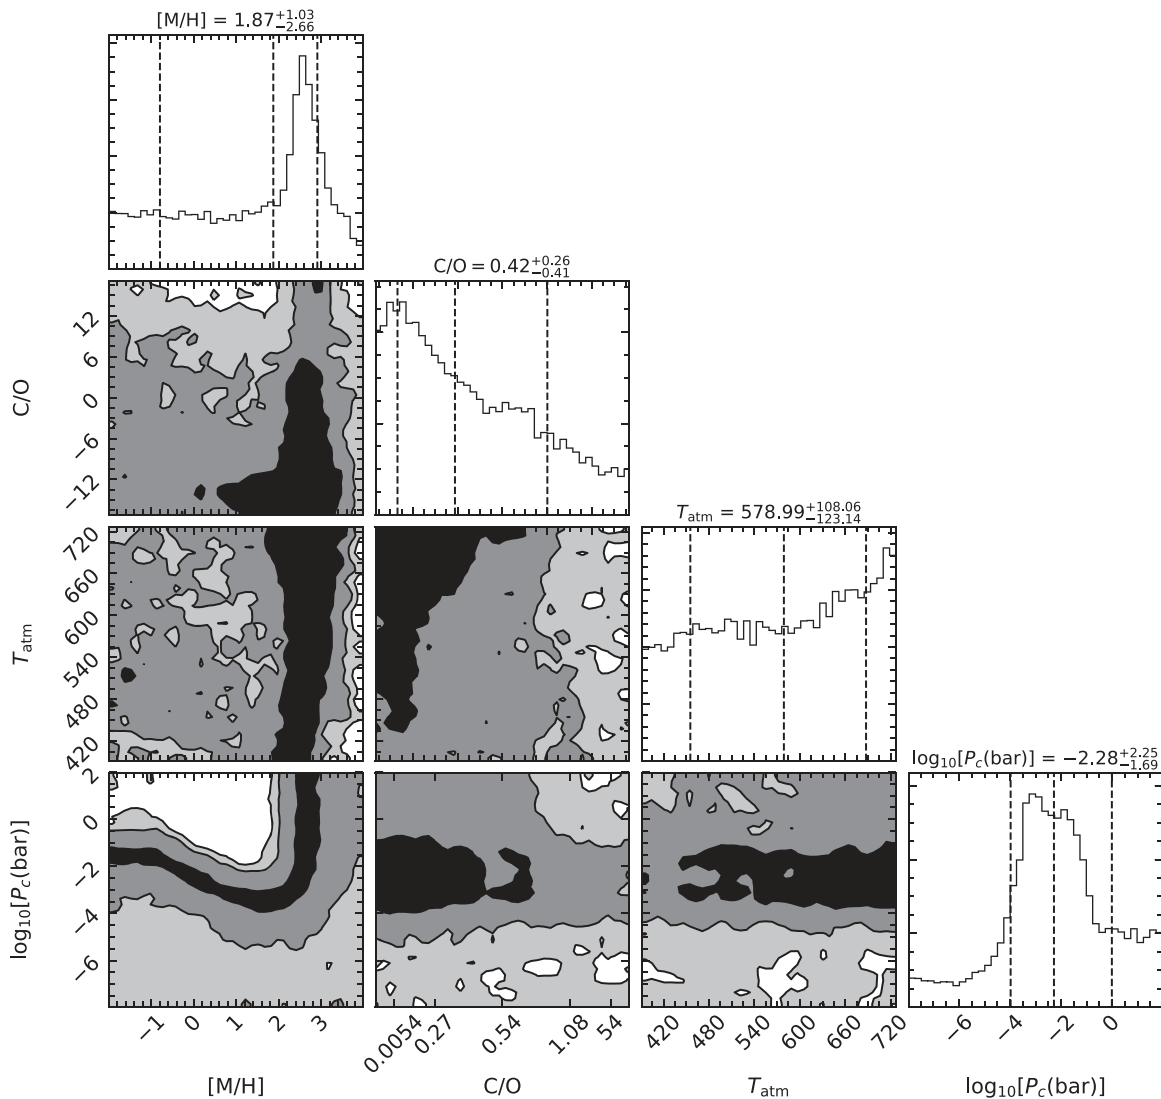 [M/H] = 1.87+1.03−2.66
C/O = 0.42+0.26−0.41
12
6
0
−6
−12
C/O
Tatm = 578.99+108.06−123.14
720
660
600
540
480
420
Tatm
log10[Pc(bar)] = −2.28+2.25−1.69
2
0
−2
−4
−6
log10[Pc(bar)]
−1 0 1 2 3
0.0054 0.27 0.54 1.08 54
420 480 540 600 660 720
−6 −4 −2 0
[M/H] C/O Tatm log10[Pc(bar)]